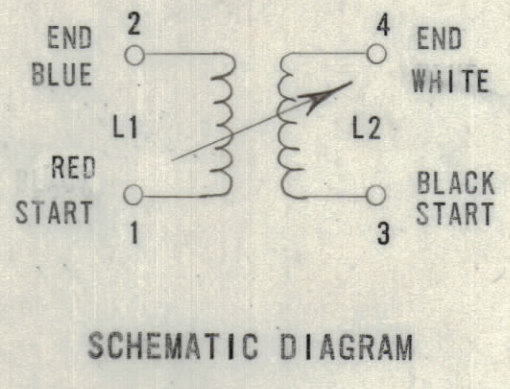 2 4
END END
BLUE WHITE
L1 L2
RED BLACK
START START
1 3
SCHEMATIC DIAGRAM